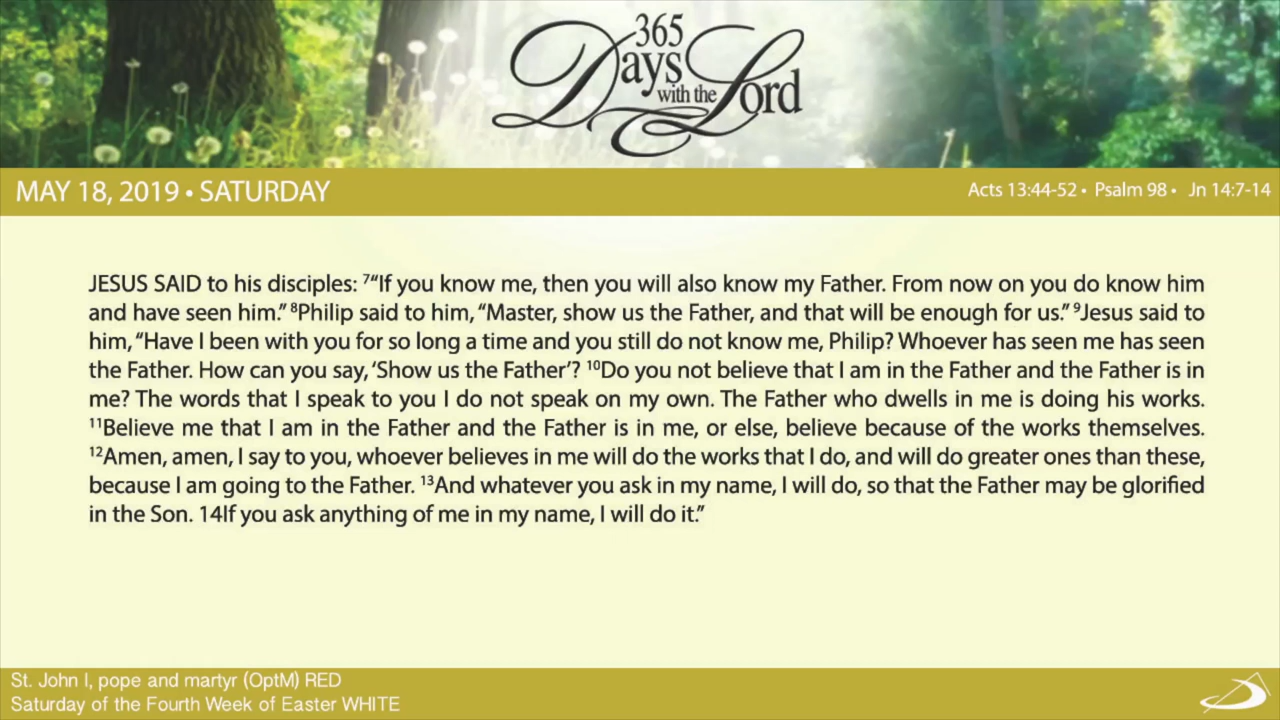 365
Days
with the
Lord
MAY 18, 2019 • SATURDAY
Acts 13:44-52 • Psalm 98 • Jn 14:7-14
JESUS SAID to his disciples: ⁷“If you know me, then you will also know my Father. From now on you do know him
and have seen him.” ⁸Philip said to him, “Master, show us the Father, and that will be enough for us.” ⁹Jesus said to
him, “Have I been with you for so long a time and you still do not know me, Philip? Whoever has seen me has seen
the Father. How can you say, ‘Show us the Father’? ¹⁰Do you not believe that I am in the Father and the Father is in
me? The words that I speak to you I do not speak on my own. The Father who dwells in me is doing his works.
¹¹Believe me that I am in the Father and the Father is in me, or else, believe because of the works themselves.
¹²Amen, amen, I say to you, whoever believes in me will do the works that I do, and will do greater ones than these,
because I am going to the Father. ¹³And whatever you ask in my name, I will do, so that the Father may be glorified
in the Son. 14If you ask anything of me in my name, I will do it.”
St. John I, pope and martyr (OptM) RED
Saturday of the Fourth Week of Easter WHITE